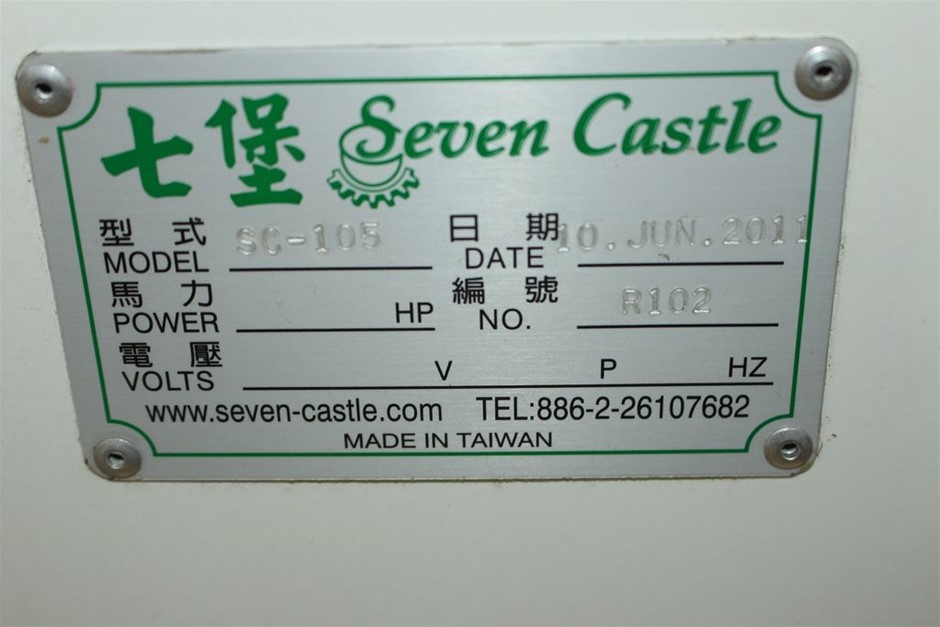 七堡 Seven Castle
型式 SC-105 日期 10.JUN.2011
MODEL DATE
馬力 HP 編號 R102
POWER NO.
電壓 V P HZ
VOLTS
www.seven-castle.com TEL:886-2-26107682
MADE IN TAIWAN